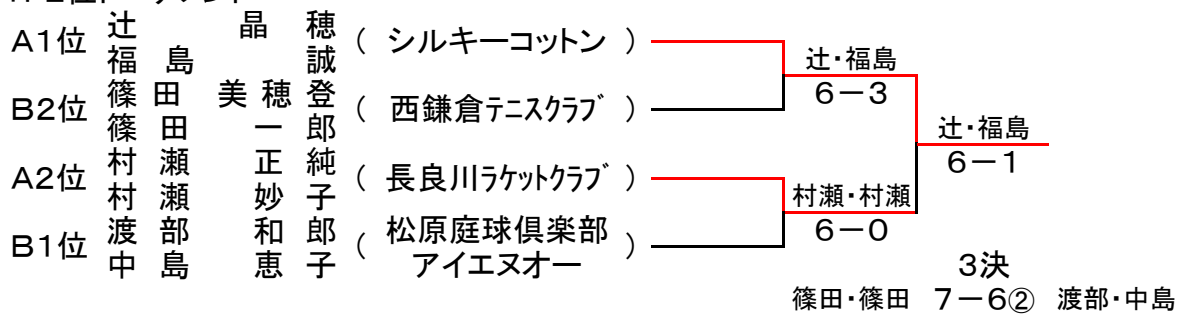 A1位 辻 晶穂 ( シルキーコットン )
福島 誠
辻・福島
6－3
B2位 篠田 美穂登 ( 西鎌倉テニスクラブ )
篠田 一郎
辻・福島
6－1
A2位 村瀬 正純 ( 長良川ラケットクラブ )
村瀬 妙子
村瀬・村瀬
6－0
B1位 渡部 和郎 ( 松原庭球倶楽部
中島 恵子 アイエヌオー )
3決
篠田・篠田 7－6② 渡部・中島